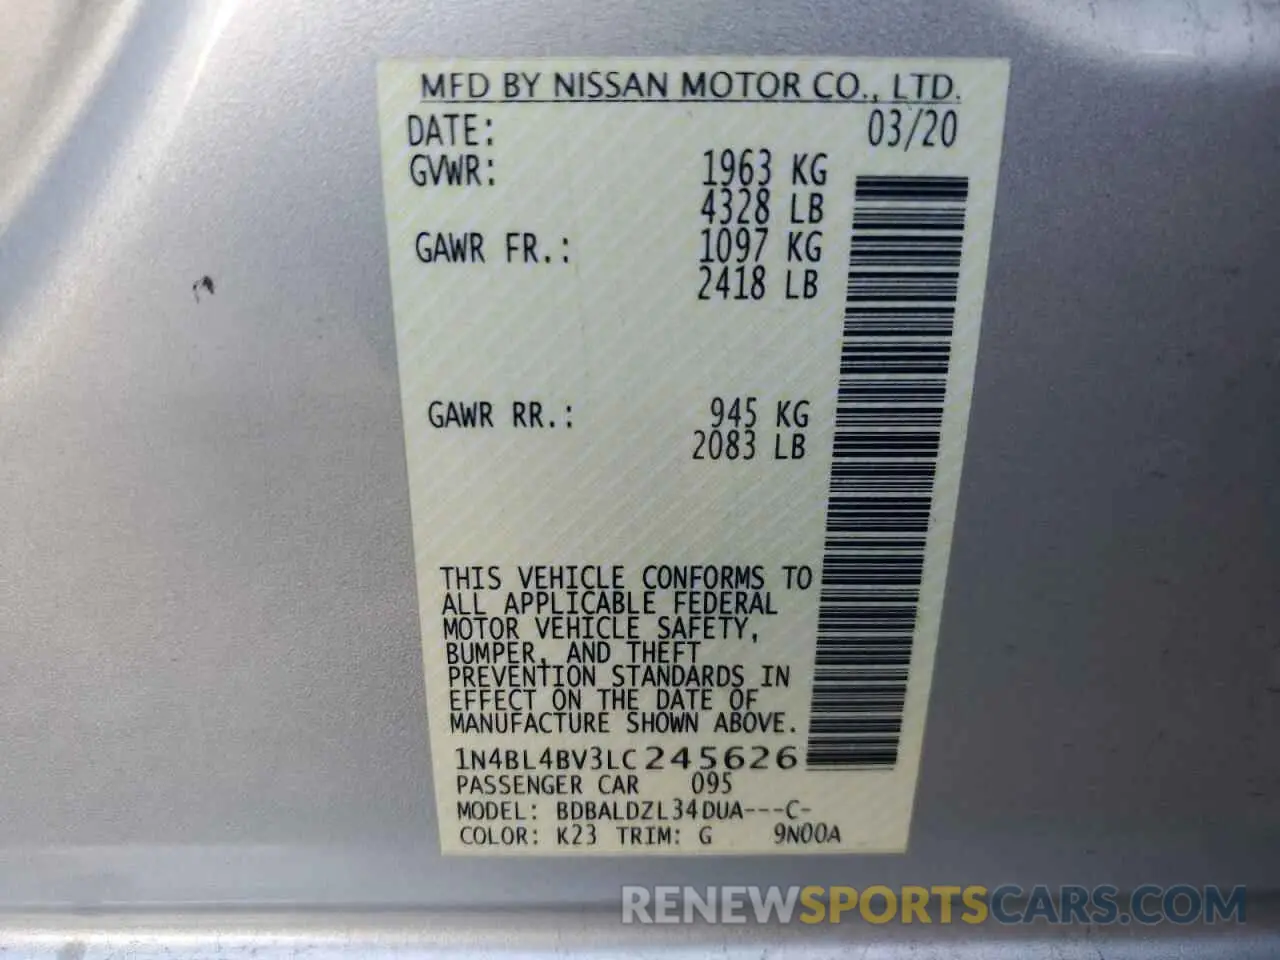 MFD BY NISSAN MOTOR CO., LTD.
DATE: 03/20
GVWR: 1963 KG
4328 LB
GAWR FR.: 1097 KG
2418 LB
GAWR RR.: 945 KG
2083 LB
THIS VEHICLE CONFORMS TO
ALL APPLICABLE FEDERAL
MOTOR VEHICLE SAFETY,
BUMPER, AND THEFT
PREVENTION STANDARDS IN
EFFECT ON THE DATE OF
MANUFACTURE SHOWN ABOVE.
1N4BL4BV3LC245626
PASSENGER CAR 095
MODEL: BDBALDZL34DUA---C-
COLOR: K23 TRIM: G 9N00A
RENEWSPORTSCARS.COM